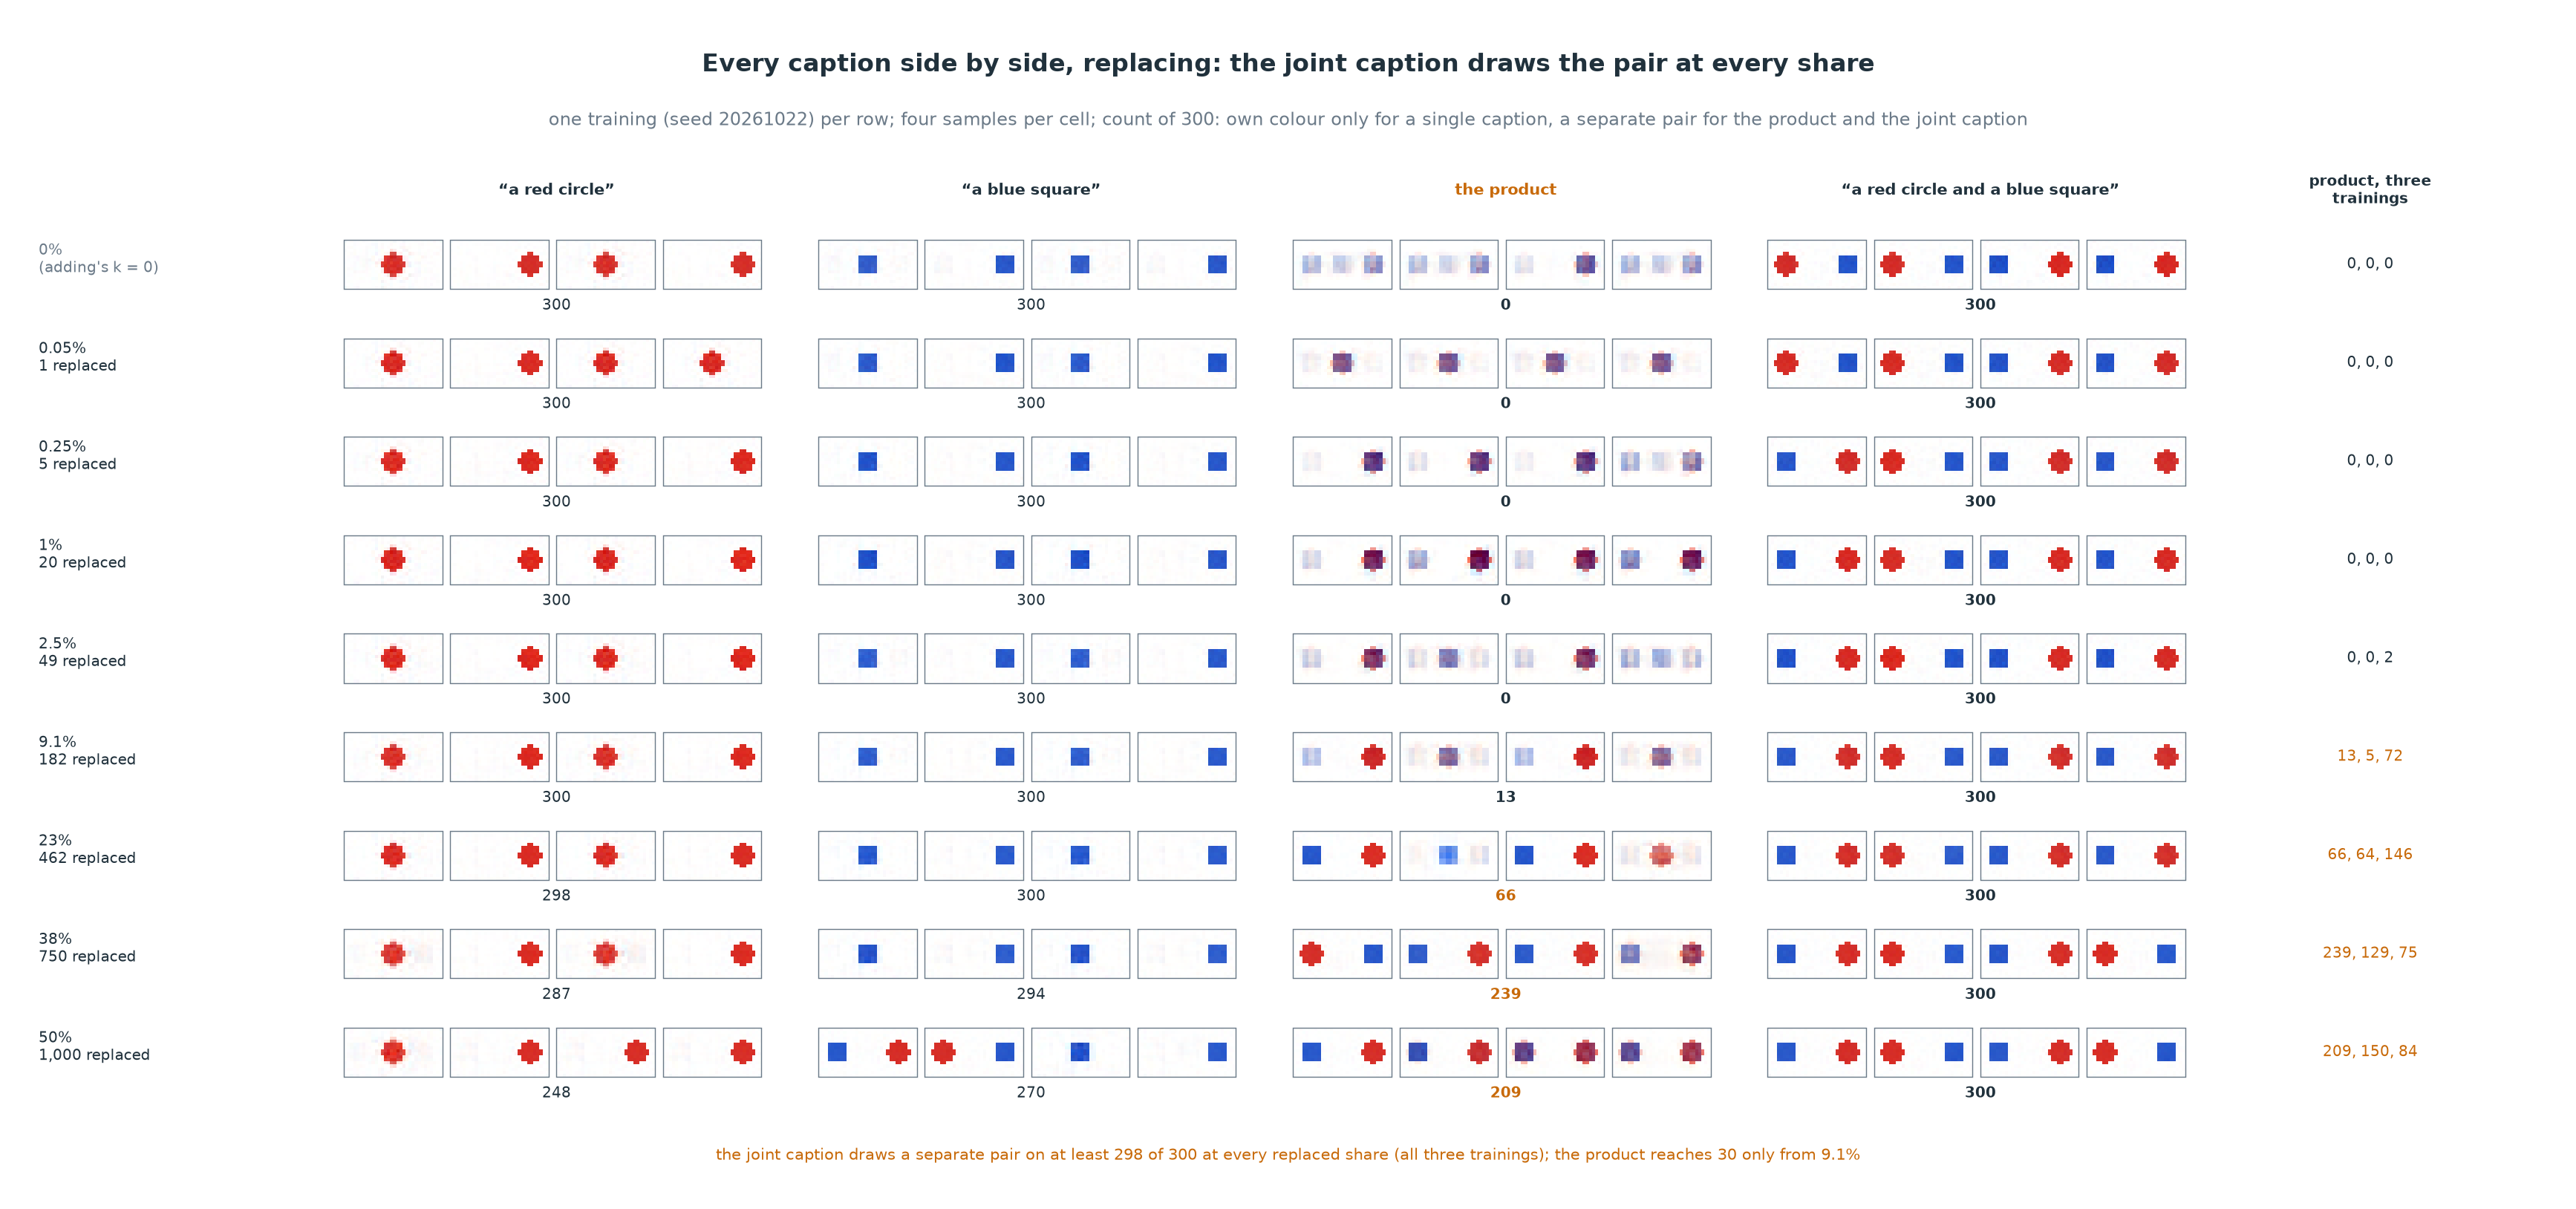 Every caption side by side, replacing: the joint caption draws the pair at every share
one training (seed 20261022) per row; four samples per cell; count of 300: own colour only for a single caption, a separate pair for the product and the joint caption
“a red circle”
“a blue square”
the product
“a red circle and a blue square”
product, three
trainings
0%
(adding's k = 0)
300
300
0
300
0, 0, 0
0.05%
1 replaced
300
300
0
300
0, 0, 0
0.25%
5 replaced
300
300
0
300
0, 0, 0
1%
20 replaced
300
300
0
300
0, 0, 0
2.5%
49 replaced
300
300
0
300
0, 0, 2
9.1%
182 replaced
300
300
13
300
13, 5, 72
23%
462 replaced
298
300
66
300
66, 64, 146
38%
750 replaced
287
294
239
300
239, 129, 75
50%
1,000 replaced
248
270
209
300
209, 150, 84
the joint caption draws a separate pair on at least 298 of 300 at every replaced share (all three trainings); the product reaches 30 only from 9.1%